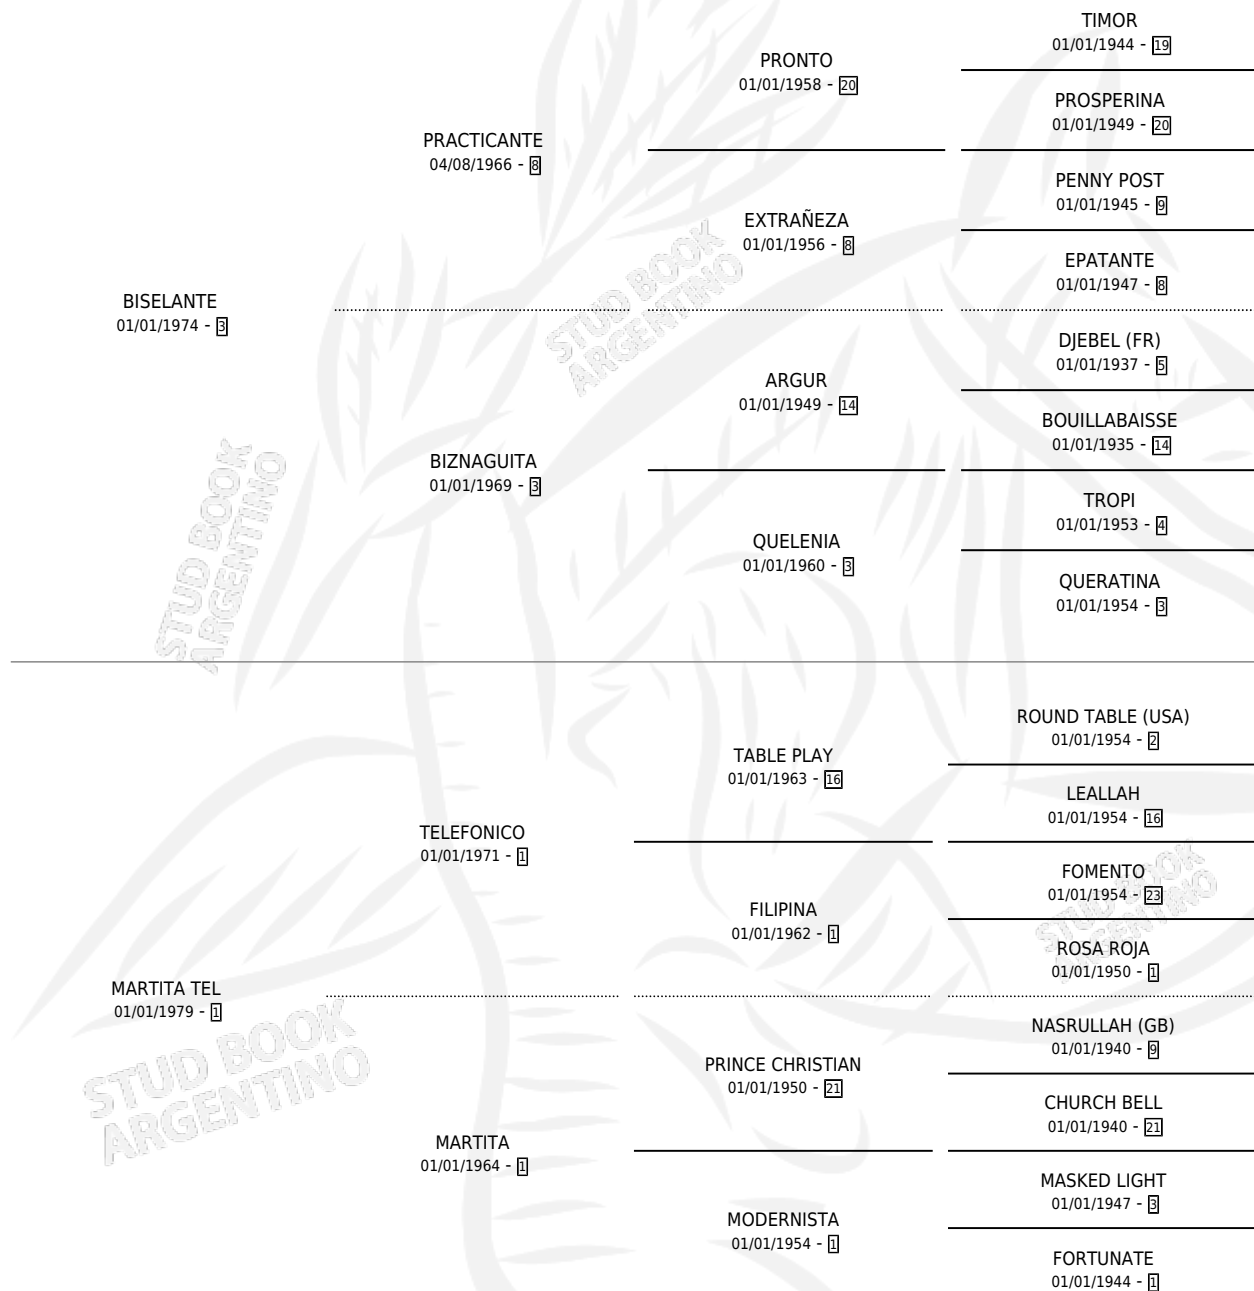 BISELANTE
01/01/1974 - 3
PRACTICANTE
04/08/1966 - 8
PRONTO
01/01/1958 - 20
TIMOR
01/01/1944 - 19
PROSPERINA
01/01/1949 - 20
EXTRAÑEZA
01/01/1956 - 8
PENNY POST
01/01/1945 - 9
EPATANTE
01/01/1947 - 8
BIZNAGUITA
01/01/1969 - 3
ARGUR
01/01/1949 - 14
DJEBEL (FR)
01/01/1937 - 5
BOUILLABAISSE
01/01/1935 - 14
QUELENIA
01/01/1960 - 3
TROPI
01/01/1953 - 4
QUERATINA
01/01/1954 - 3
MARTITA TEL
01/01/1979 - 1
TELEFONICO
01/01/1971 - 1
TABLE PLAY
01/01/1963 - 16
ROUND TABLE (USA)
01/01/1954 - 2
LEALLAH
01/01/1954 - 16
FILIPINA
01/01/1962 - 1
FOMENTO
01/01/1954 - 23
ROSA ROJA
01/01/1950 - 1
MARTITA
01/01/1964 - 1
PRINCE CHRISTIAN
01/01/1950 - 21
NASRULLAH (GB)
01/01/1940 - 9
CHURCH BELL
01/01/1940 - 21
MODERNISTA
01/01/1954 - 1
MASKED LIGHT
01/01/1947 - 3
FORTUNATE
01/01/1944 - 1
STUD BOOK
ARGENTINO
STUD BOOK
ARGENTINO
STUD BOOK
ARGENTINO
STUD BOOK
ARGENTINO